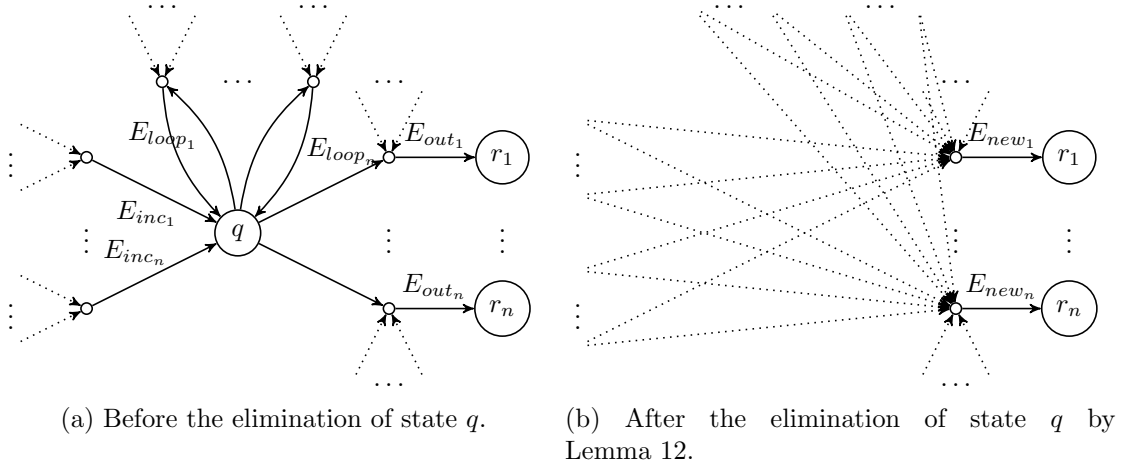 ··· ···
··· ···
E_{loop_1}
E_{loop_n}
E_{out_1}
r_1
⋮
E_{inc_1}
q
⋮
E_{inc_n}
⋮
⋮
E_{out_n}
r_n
⋮
···
(a) Before the elimination of state q.
··· ···
···
E_{new_1}
r_1
⋮
⋮
⋮
E_{new_n}
r_n
⋮
···
(b) After the elimination of state q by
Lemma 12.